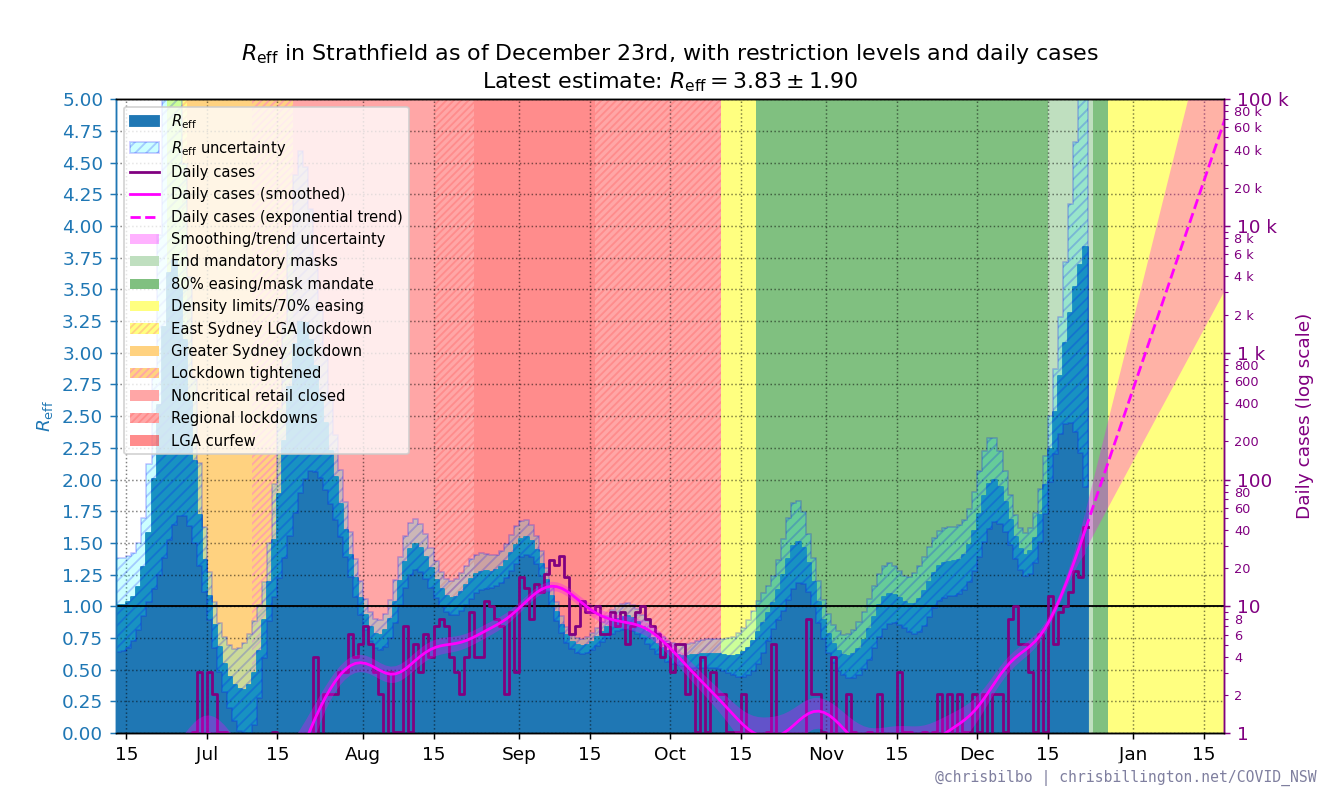 R_eff in Strathfield as of December 23rd, with restriction levels and daily cases
Latest estimate: R_eff = 3.83 ± 1.90
R_eff
R_eff uncertainty
Daily cases
Daily cases (smoothed)
Daily cases (exponential trend)
Smoothing/trend uncertainty
End mandatory masks
80% easing/mask mandate
Density limits/70% easing
East Sydney LGA lockdown
Greater Sydney lockdown
Lockdown tightened
Noncritical retail closed
Regional lockdowns
LGA curfew
R_eff
5.00
4.75
4.50
4.25
4.00
3.75
3.50
3.25
3.00
2.75
2.50
2.25
2.00
1.75
1.50
1.25
1.00
0.75
0.50
0.25
0.00
15 Jul 15 Aug 15 Sep 15 Oct 15 Nov 15 Dec 15 Jan 15
100 k
80 k
60 k
40 k
20 k
10 k
8 k
6 k
4 k
2 k
1 k
800
600
400
200
100
80
60
40
20
10
8
6
4
2
1
Daily cases (log scale)
@chrisbilbo | chrisbillington.net/COVID_NSW